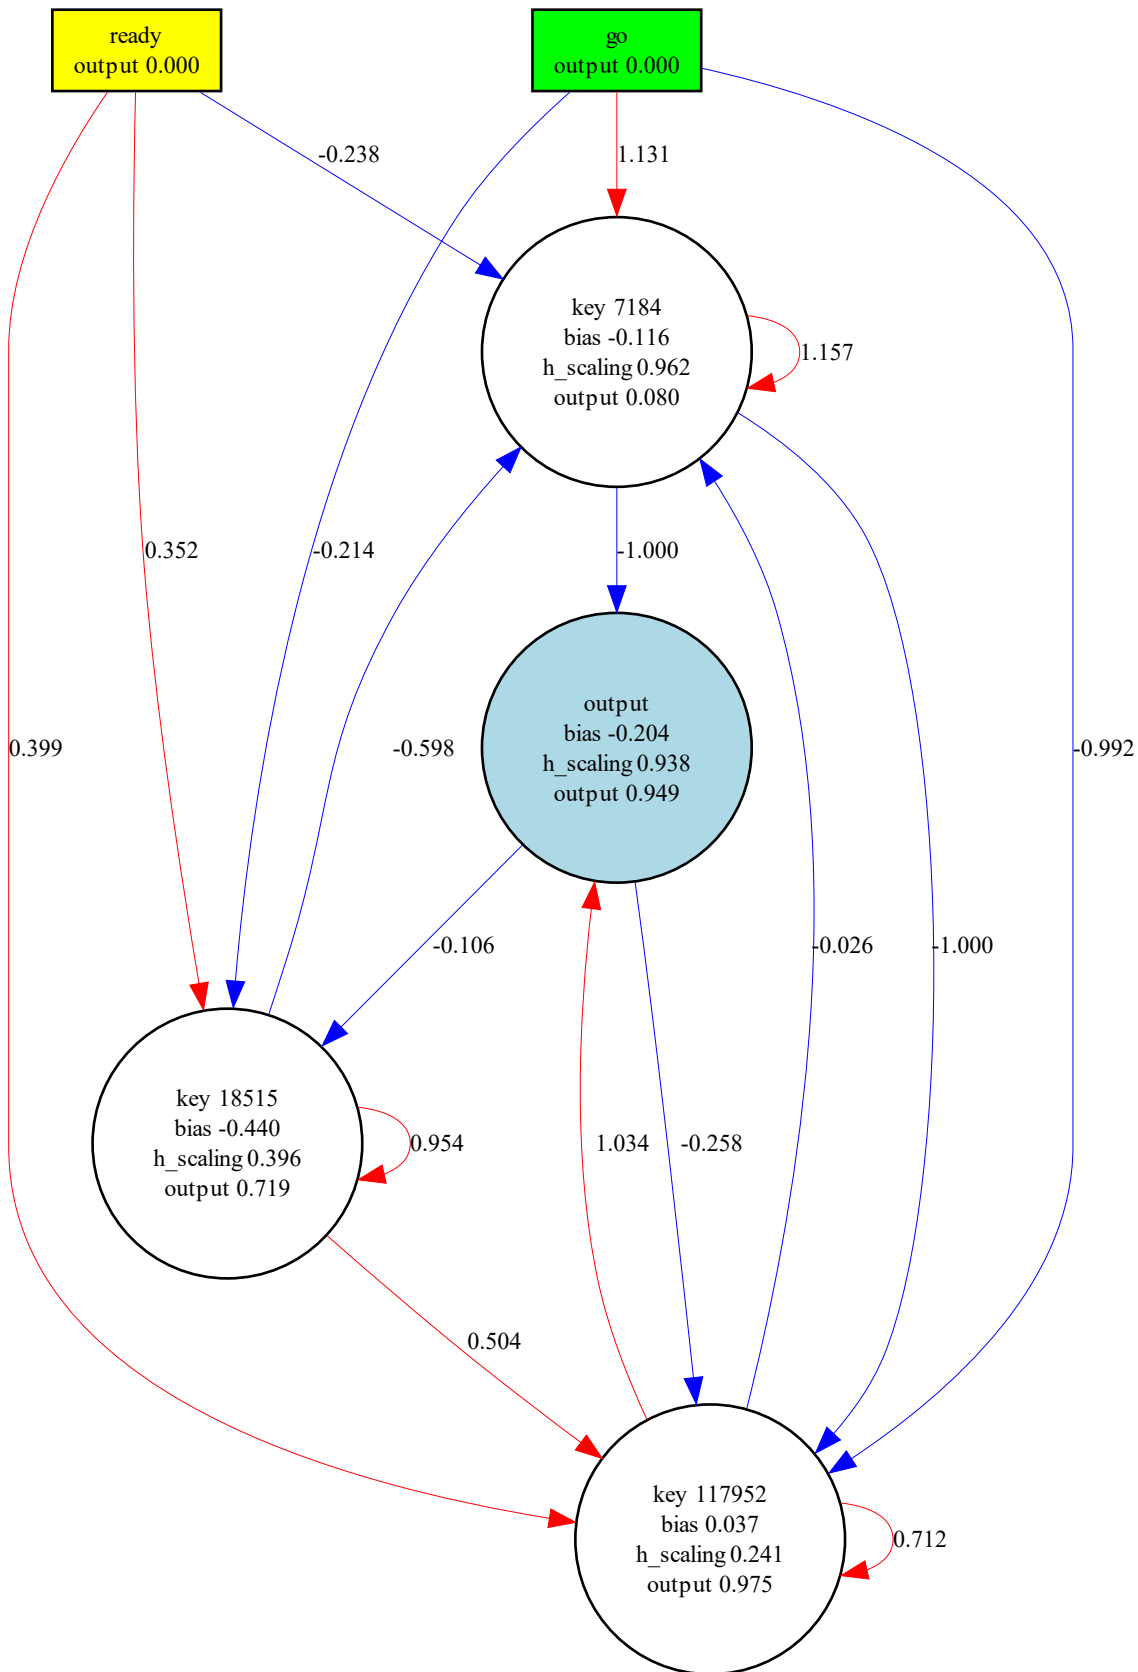 ready
output 0.000
go
output 0.000
-0.238
1.131
key 7184
bias -0.116
h_scaling 0.962
output 0.080
1.157
0.352
-0.214
-1.000
output
bias -0.204
h_scaling 0.938
output 0.949
0.399
-0.598
-0.992
-0.106
-0.026
-1.000
key 18515
bias -0.440
h_scaling 0.396
output 0.719
0.954
1.034
-0.258
0.504
key 117952
bias 0.037
h_scaling 0.241
output 0.975
0.712